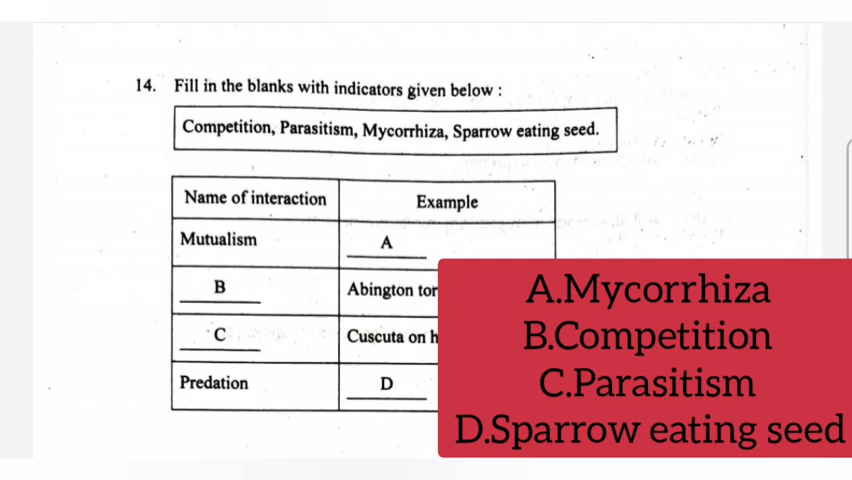 14. Fill in the blanks with indicators given below :
Competition, Parasitism, Mycorrhiza, Sparrow eating seed.
Name of interaction Example
Mutualism A
B Abington
C Cuscuta on
Predation D
A.Mycorrhiza
B.Competition
C.Parasitism
D.Sparrow eating seed